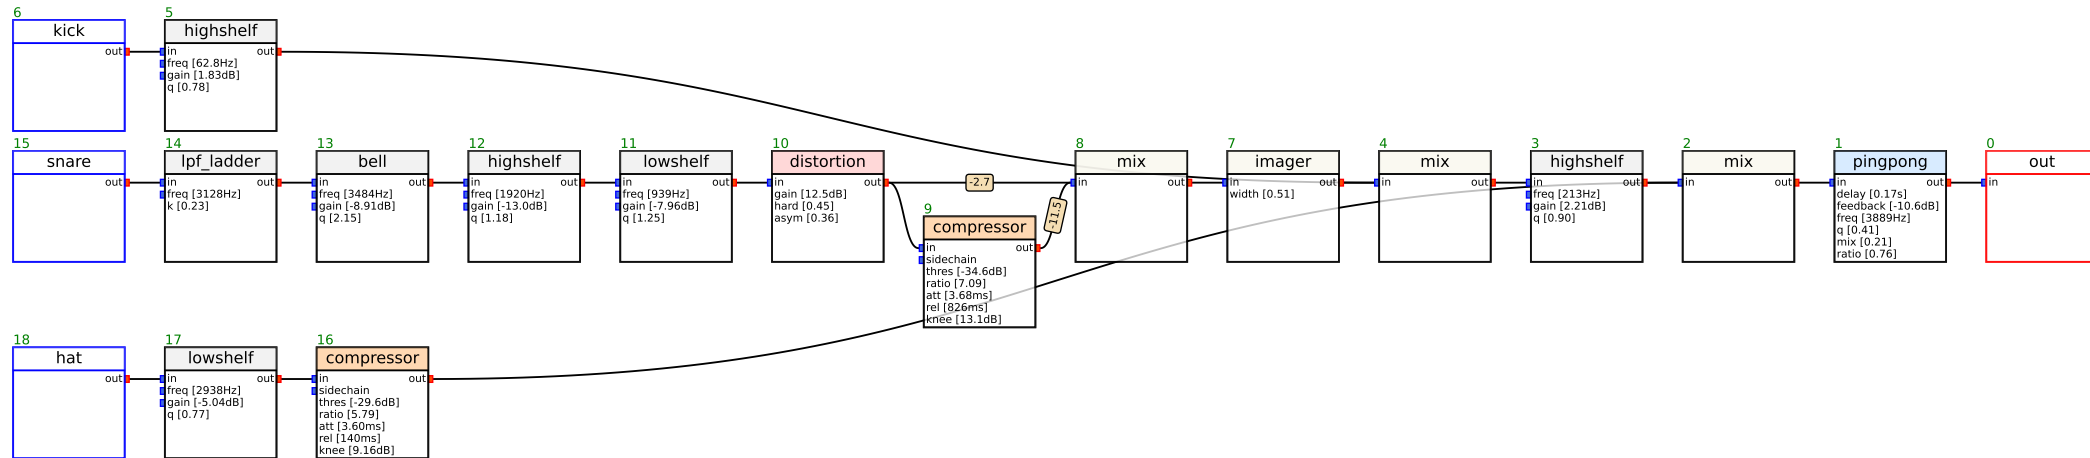 6
kick
out
5
highshelf
in out
freq [62.8Hz]
gain [1.83dB]
q [0.78]
15
snare
out
14
lpf_ladder
in out
freq [3128Hz]
k [0.23]
13
bell
in out
freq [3484Hz]
gain [-8.91dB]
q [2.15]
12
highshelf
in out
freq [1920Hz]
gain [-13.0dB]
q [1.18]
11
lowshelf
in out
freq [939Hz]
gain [-7.96dB]
q [1.25]
10
distortion
in out
gain [12.5dB]
hard [0.45]
asym [0.36]
-2.7
9
compressor
in out
sidechain
thres [-34.6dB]
ratio [7.09]
att [3.68ms]
rel [826ms]
knee [13.1dB]
-11.5
8
mix
in out
7
imager
in out
width [0.51]
4
mix
in out
3
highshelf
in out
freq [213Hz]
gain [2.21dB]
q [0.90]
2
mix
in out
1
pingpong
in out
delay [0.17s]
feedback [-10.6dB]
freq [3889Hz]
q [0.41]
mix [0.21]
ratio [0.76]
0
out
in
18
hat
out
17
lowshelf
in out
freq [2938Hz]
gain [-5.04dB]
q [0.77]
16
compressor
in out
sidechain
thres [-29.6dB]
ratio [5.79]
att [3.60ms]
rel [140ms]
knee [9.16dB]